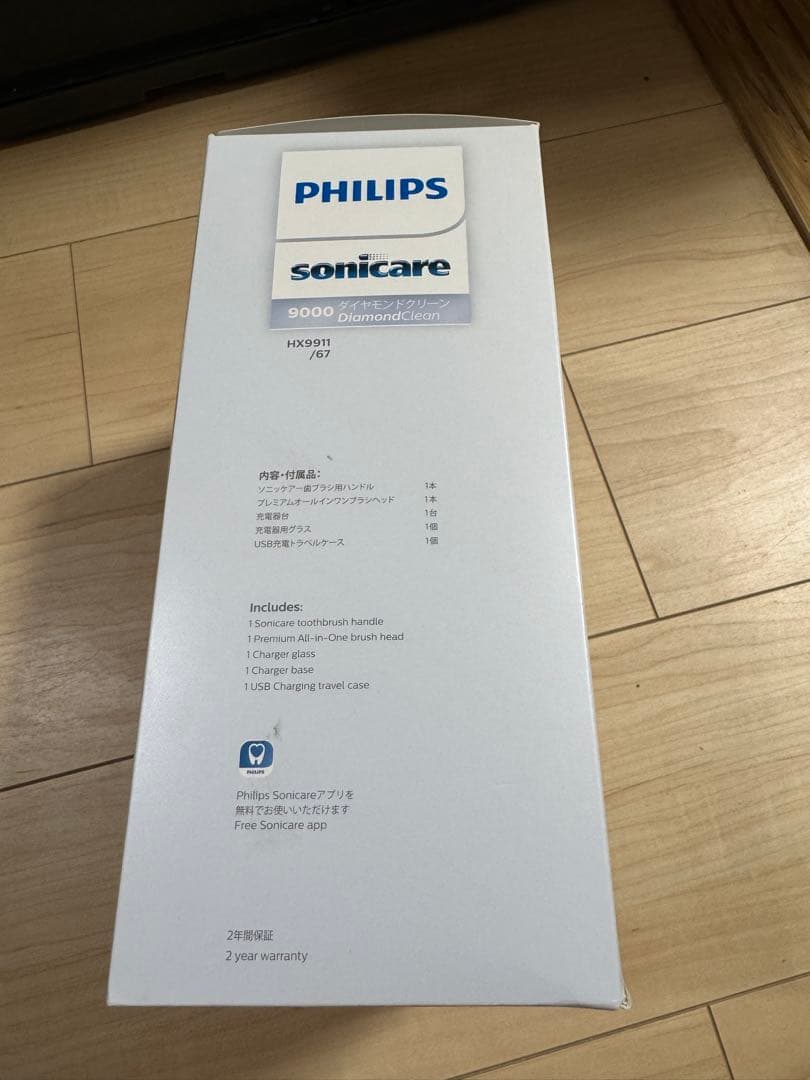 PHILIPS
sonicare
9000 ダイヤモンドクリーン
DiamondClean
HX9911
/67
内容・付属品:
ソニッケアー歯ブラシ用ハンドル 1本
プレミアムオールインワンブラシヘッド 1本
充電器台 1台
充電器用グラス 1個
USB充電トラベルケース 1個
Includes:
1 Sonicare toothbrush handle
1 Premium All-in-One brush head
1 Charger glass
1 Charger base
1 USB Charging travel case
PHILIPS
Philips Sonicareアプリを
無料でお使いいただけます
Free Sonicare app
2年間保証
2 year warranty